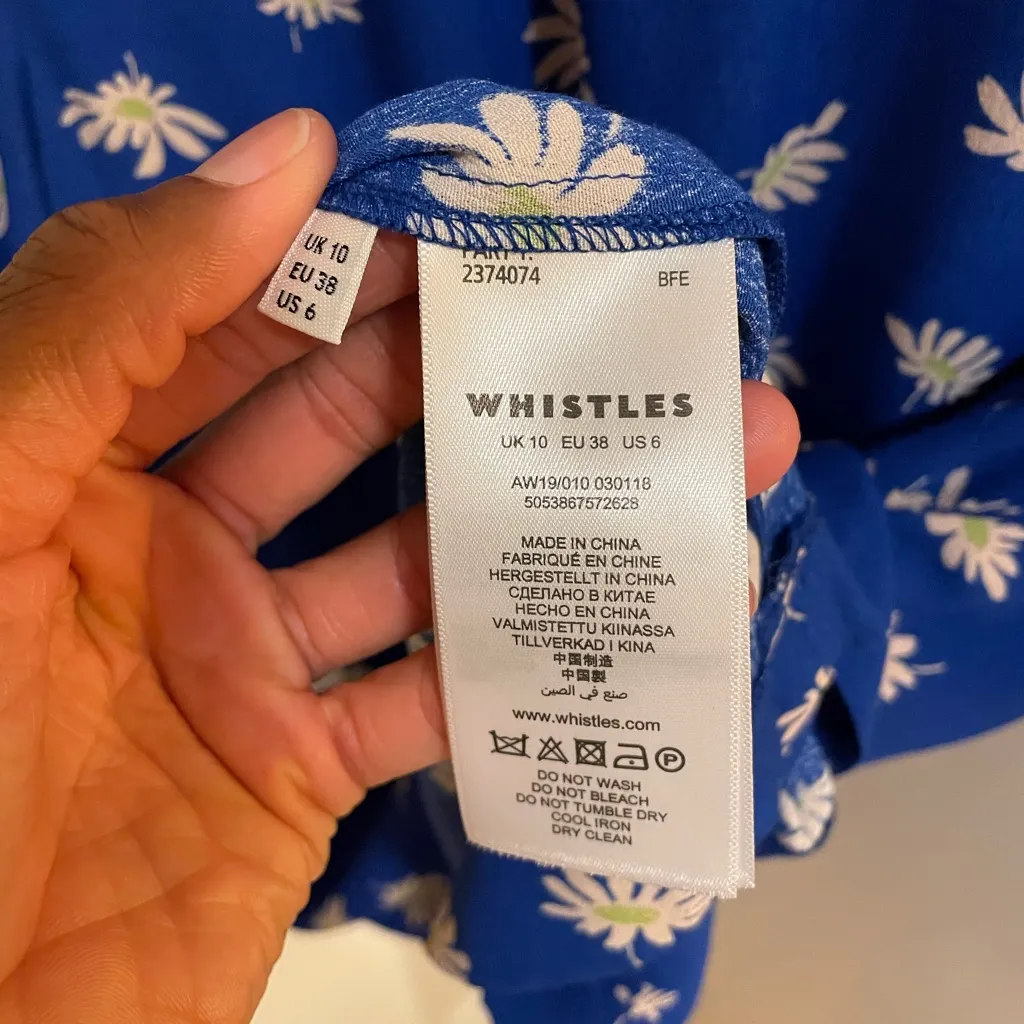 UK 10
EU 38
US 6
PART 1:
2374074 BFE
WHISTLES
UK 10 EU 38 US 6
AW19/010 030118
5053867572628
MADE IN CHINA
FABRIQUÉ EN CHINE
HERGESTELLT IN CHINA
СДЕЛАНО В КИТАЕ
HECHO EN CHINA
VALMISTETTU KIINASSA
TILLVERKAD I KINA
中国制造
中国製
صنع في الصين
www.whistles.com
P
DO NOT WASH
DO NOT BLEACH
DO NOT TUMBLE DRY
COOL IRON
DRY CLEAN